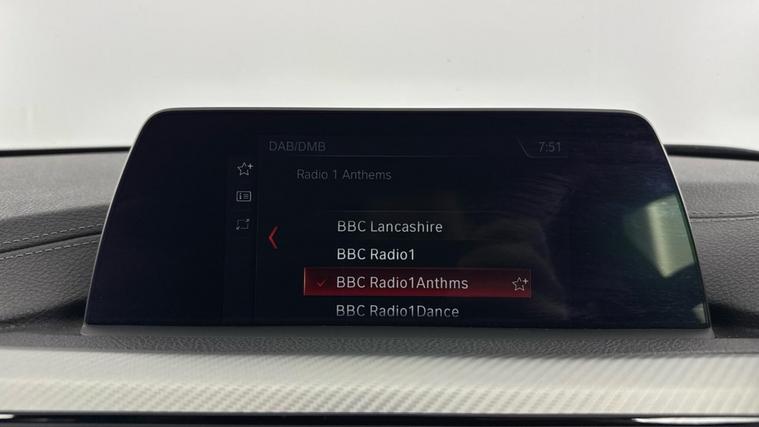 DAB/DMB 7:51
Radio 1 Anthems
BBC Lancashire
BBC Radio1
BBC Radio1Anthms
BBC Radio1Dance